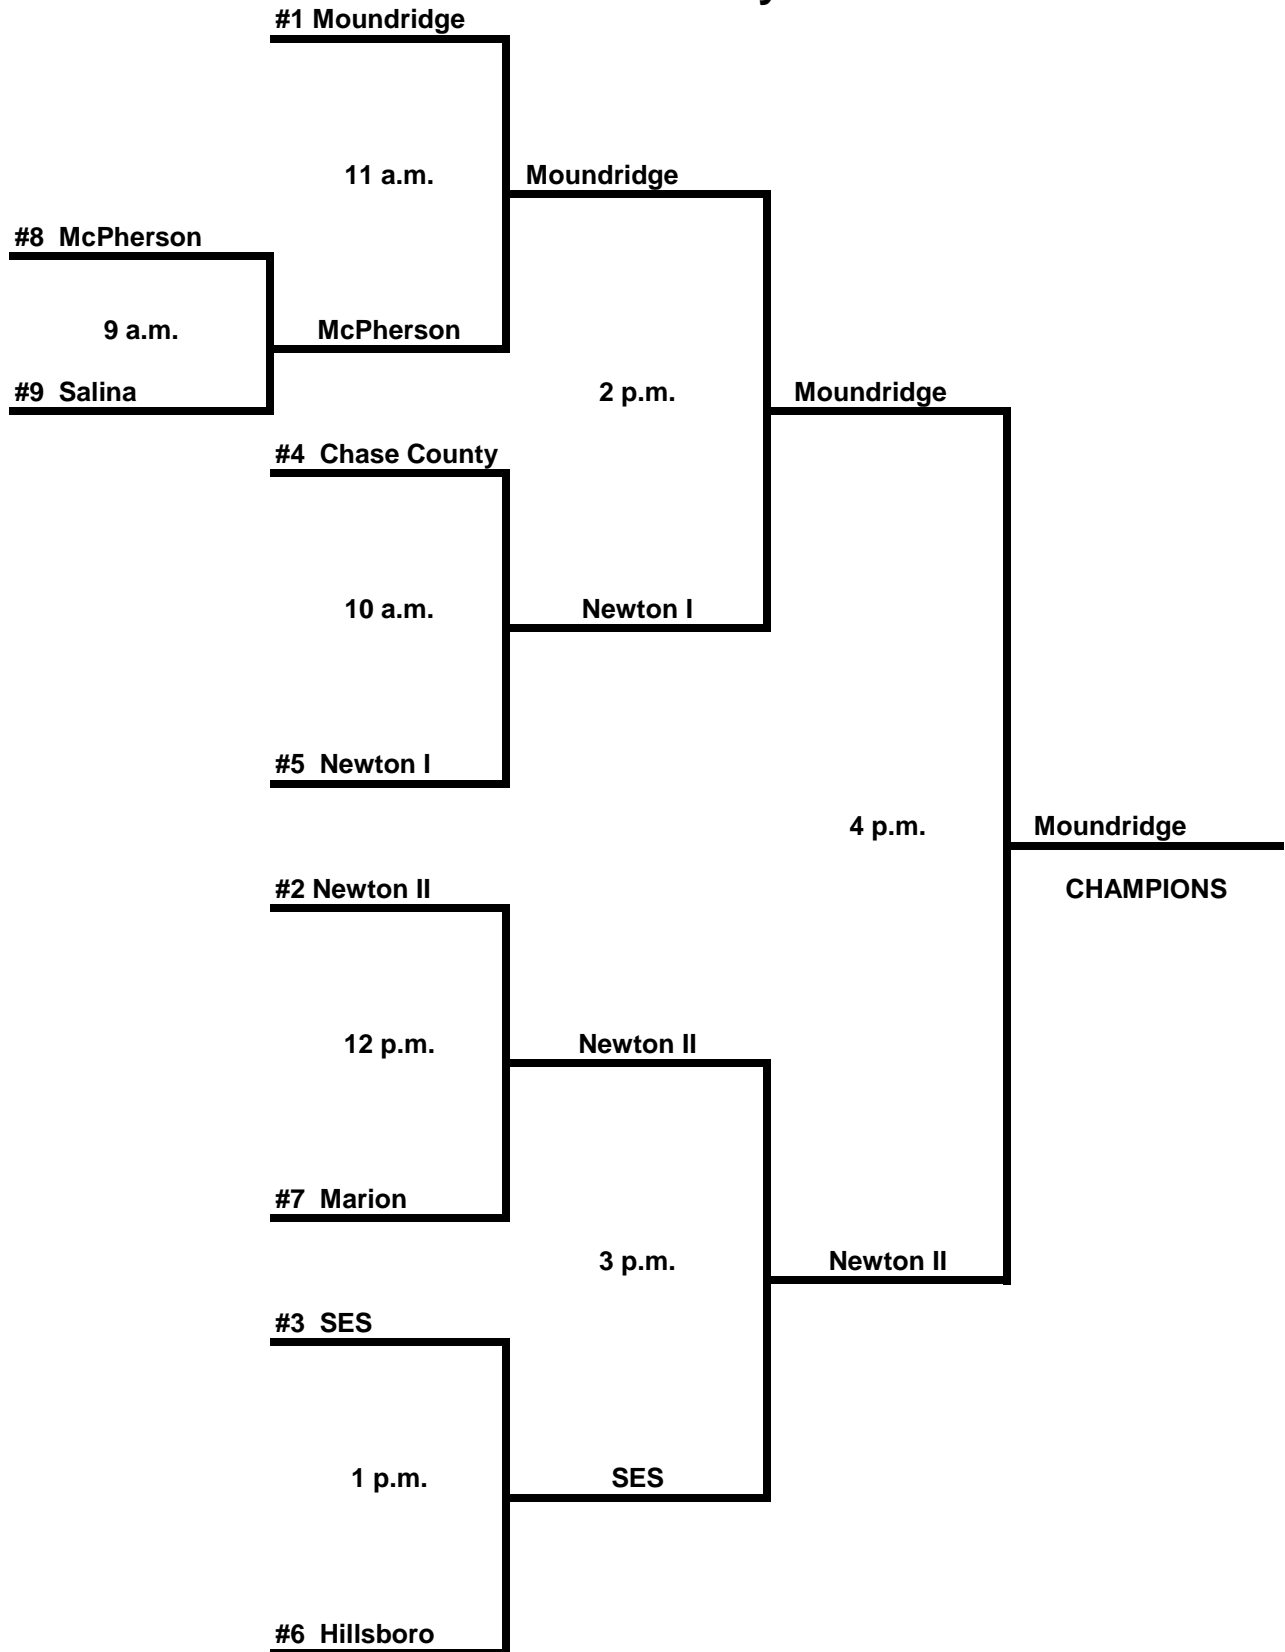 #1 Moundridge
11 a.m.
Moundridge
#8 McPherson
9 a.m.
McPherson
#9 Salina
2 p.m.
Moundridge
#4 Chase County
10 a.m.
Newton I
#5 Newton I
4 p.m.
Moundridge
#2 Newton II
CHAMPIONS
12 p.m.
Newton II
#7 Marion
3 p.m.
Newton II
#3 SES
1 p.m.
SES
#6 Hillsboro